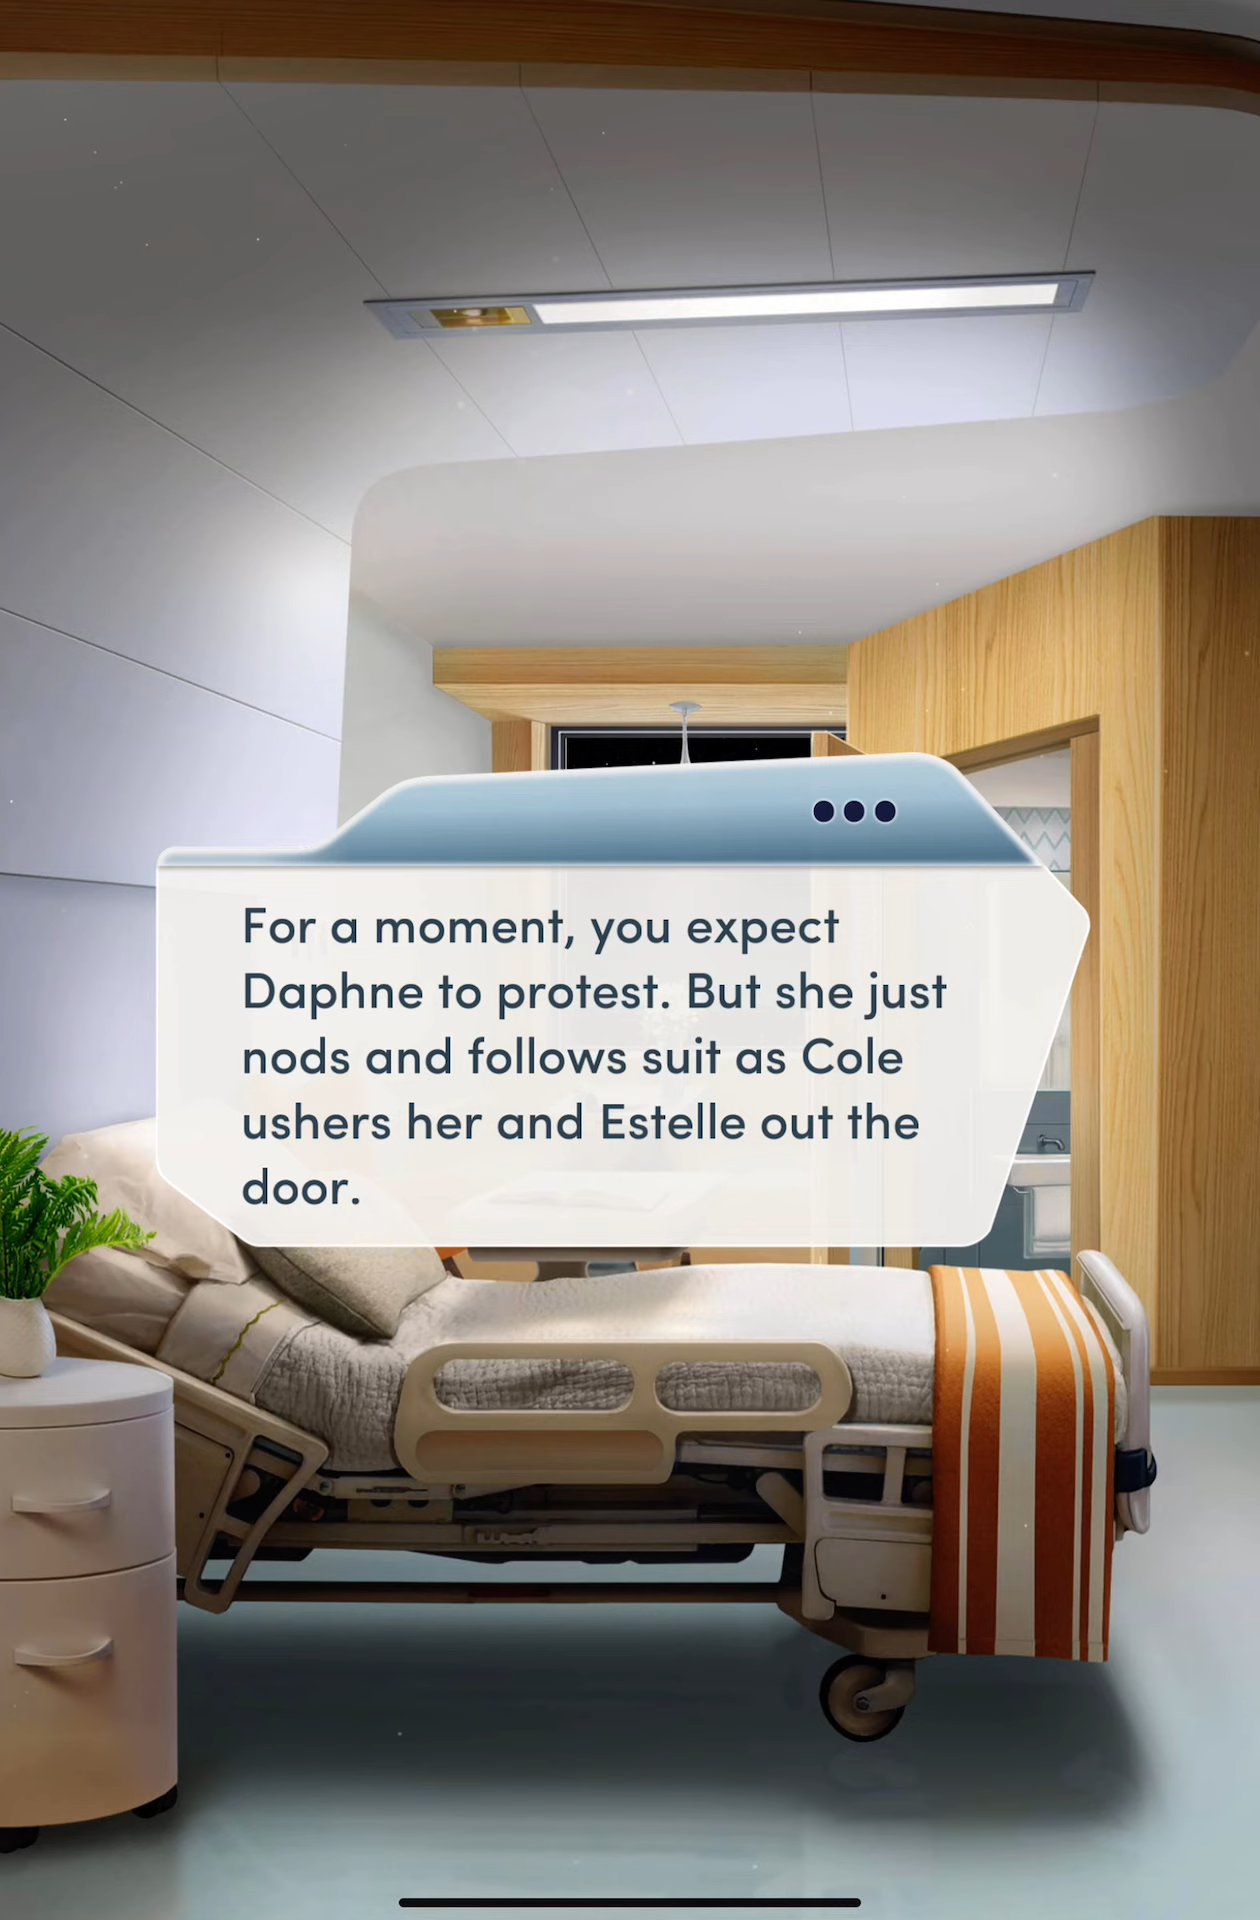 For a moment, you expect
Daphne to protest. But she just
nods and follows suit as Cole
ushers her and Estelle out the
door.